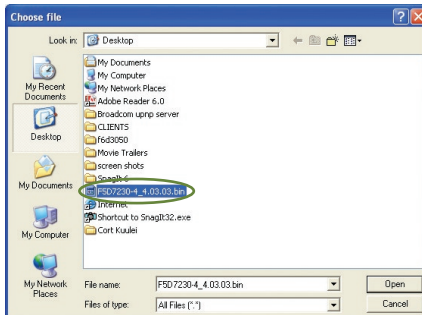 Choose file
Look in:
Desktop
My Recent
Documents
Desktop
My Documents
My Computer
My Network
Places
My Documents
My Computer
My Network Places
Adobe Reader 6.0
Broadcom upnp server
CLIENTS
f6d3050
Movie Trailers
screen shots
SnagIt 6
F5D7230-4_4.03.03.bin
Internet
Shortcut to SnagIt32.exe
Cort Kuulei
File name:
F5D7230-4_4.03.03.bin
Open
Files of type:
All Files (*.*)
Cancel